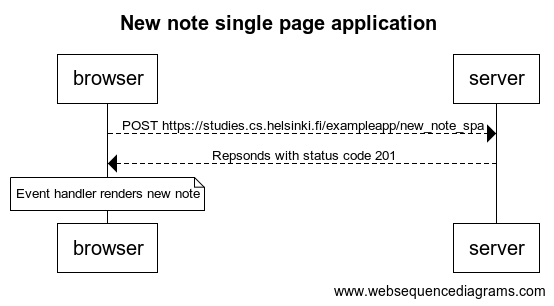 New note single page application
browser
server
POST https://studies.cs.helsinki.fi/exampleapp/new_note_spa
Repsonds with status code 201
Event handler renders new note
browser
server
www.websequencediagrams.com